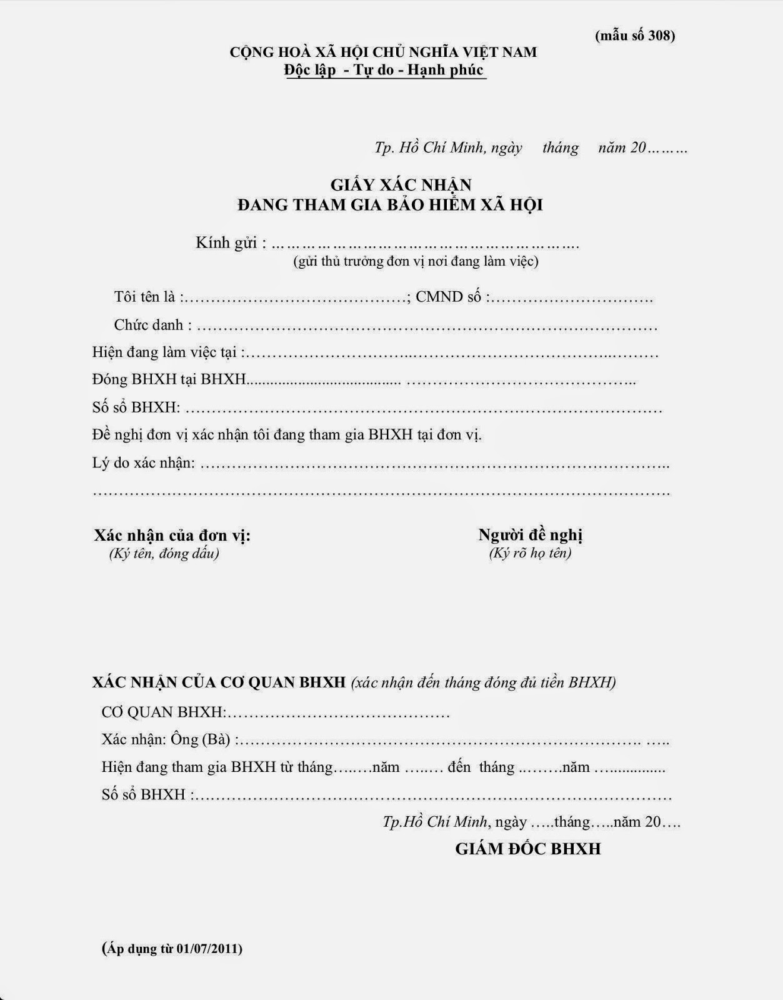 (mẫu số 308)
CỘNG HOÀ XÃ HỘI CHỦ NGHĨA VIỆT NAM
Độc lập - Tự do - Hạnh phúc
Tp. Hồ Chí Minh, ngày tháng năm 20………
GIẤY XÁC NHẬN
ĐANG THAM GIA BẢO HIỂM XÃ HỘI
Kính gửi : ……………………………………………………….
(gửi thủ trưởng đơn vị nơi đang làm việc)
Tôi tên là :……………………………………; CMND số :………………………….
Chức danh : ……………………………………………………………………………
Hiện đang làm việc tại :…………………………..………………………………..………
Đóng BHXH tại BHXH....................................... ……………………………………..
Số sổ BHXH: ………………………………………………………………………………
Đề nghị đơn vị xác nhận tôi đang tham gia BHXH tại đơn vị.
Lý do xác nhận: ……………………………………………………………………………..
……………………………………………………………………………………………….
Xác nhận của đơn vị: Người đề nghị
(Ký tên, đóng dấu) (Ký rõ họ tên)
XÁC NHẬN CỦA CƠ QUAN BHXH (xác nhận đến tháng đóng đủ tiền BHXH)
CƠ QUAN BHXH:……………………………………
Xác nhận: Ông (Bà) :…………………………………………………………………. …..
Hiện đang tham gia BHXH từ tháng….….năm …..… đến tháng ..…….năm …..............
Số sổ BHXH :………………………………………………………………………………
Tp.Hồ Chí Minh, ngày …..tháng…..năm 20….
GIÁM ĐỐC BHXH
(Áp dụng từ 01/07/2011)